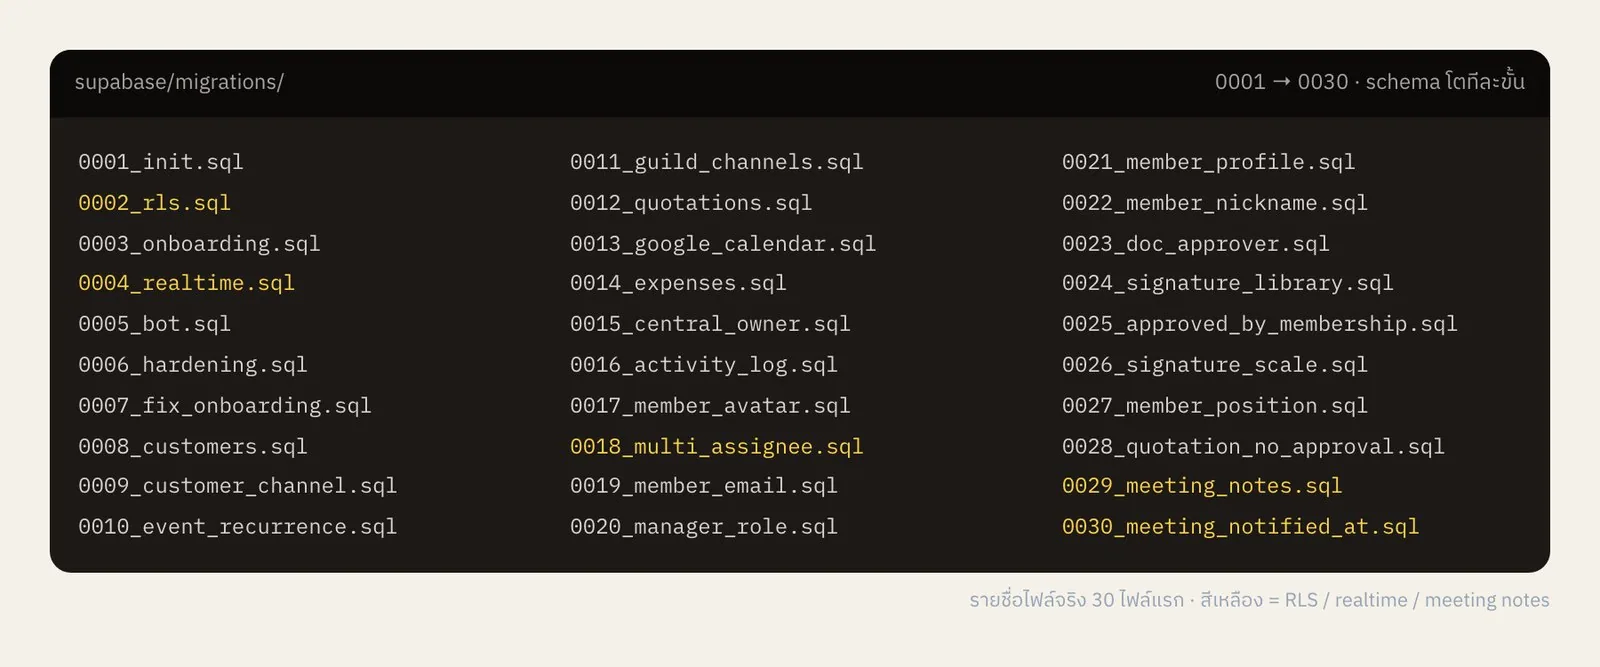 supabase/migrations/
0001 → 0030 · schema โตทีละขั้น
0001_init.sql
0002_rls.sql
0003_onboarding.sql
0004_realtime.sql
0005_bot.sql
0006_hardening.sql
0007_fix_onboarding.sql
0008_customers.sql
0009_customer_channel.sql
0010_event_recurrence.sql
0011_guild_channels.sql
0012_quotations.sql
0013_google_calendar.sql
0014_expenses.sql
0015_central_owner.sql
0016_activity_log.sql
0017_member_avatar.sql
0018_multi_assignee.sql
0019_member_email.sql
0020_manager_role.sql
0021_member_profile.sql
0022_member_nickname.sql
0023_doc_approver.sql
0024_signature_library.sql
0025_approved_by_membership.sql
0026_signature_scale.sql
0027_member_position.sql
0028_quotation_no_approval.sql
0029_meeting_notes.sql
0030_meeting_notified_at.sql
รายชื่อไฟล์จริง 30 ไฟล์แรก · สีเหลือง = RLS / realtime / meeting notes